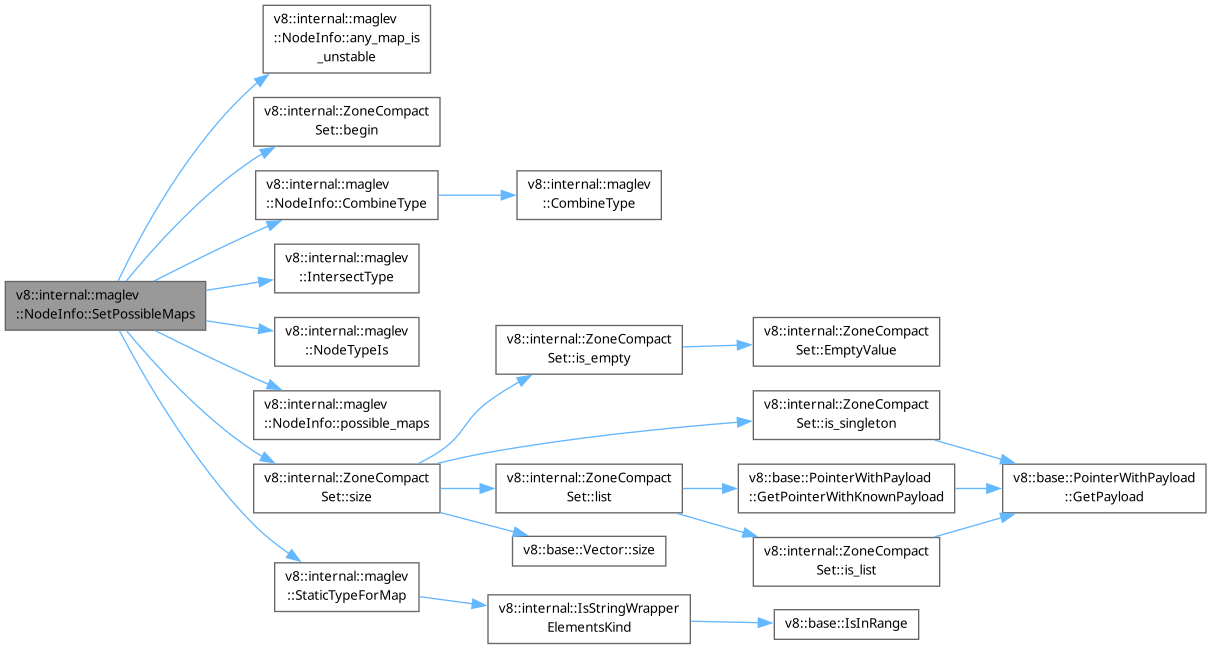 v8::internal::maglev
::NodeInfo::any_map_is
_unstable
v8::internal::ZoneCompact
Set::begin
v8::internal::maglev
::NodeInfo::CombineType
v8::internal::maglev
::CombineType
v8::internal::maglev
::IntersectType
v8::internal::maglev
::NodeInfo::SetPossibleMaps
v8::internal::maglev
::NodeTypeIs
v8::internal::ZoneCompact
Set::is_empty
v8::internal::ZoneCompact
Set::EmptyValue
v8::internal::maglev
::NodeInfo::possible_maps
v8::internal::ZoneCompact
Set::is_singleton
v8::internal::ZoneCompact
Set::size
v8::internal::ZoneCompact
Set::list
v8::base::PointerWithPayload
::GetPointerWithKnownPayload
v8::base::PointerWithPayload
::GetPayload
v8::base::Vector::size
v8::internal::ZoneCompact
Set::is_list
v8::internal::maglev
::StaticTypeForMap
v8::internal::IsStringWrapper
ElementsKind
v8::base::IsInRange